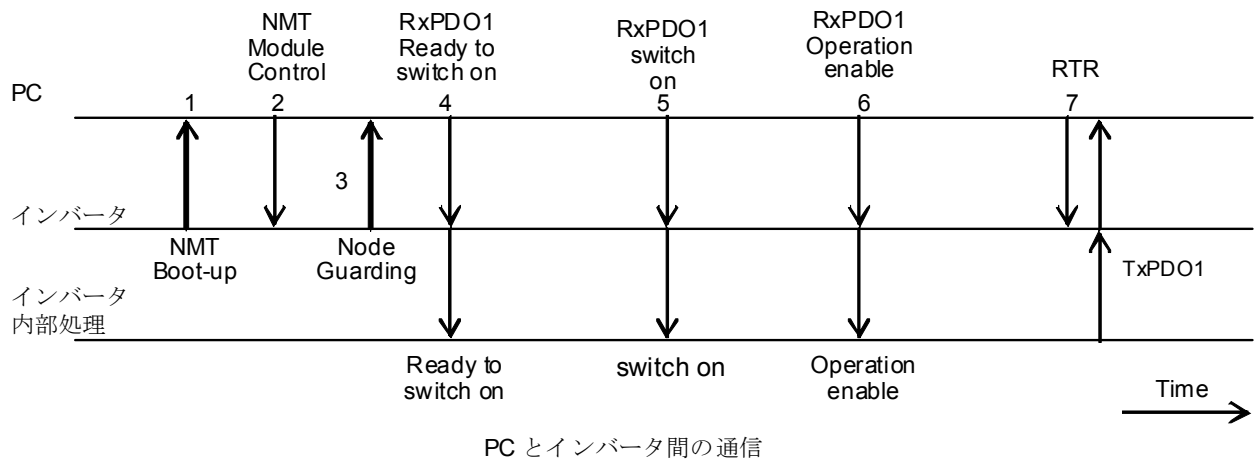 NMT
Module
Control
RxPDO1
Ready to
switch on
RxPDO1
switch
on
RxPDO1
Operation
enable
RTR
PC
1
2
3
4
5
6
7
インバータ
NMT
Boot-up
Node
Guarding
TxPDO1
インバータ
内部処理
Ready to
switch on
switch on
Operation
enable
Time
PC とインバータ間の通信